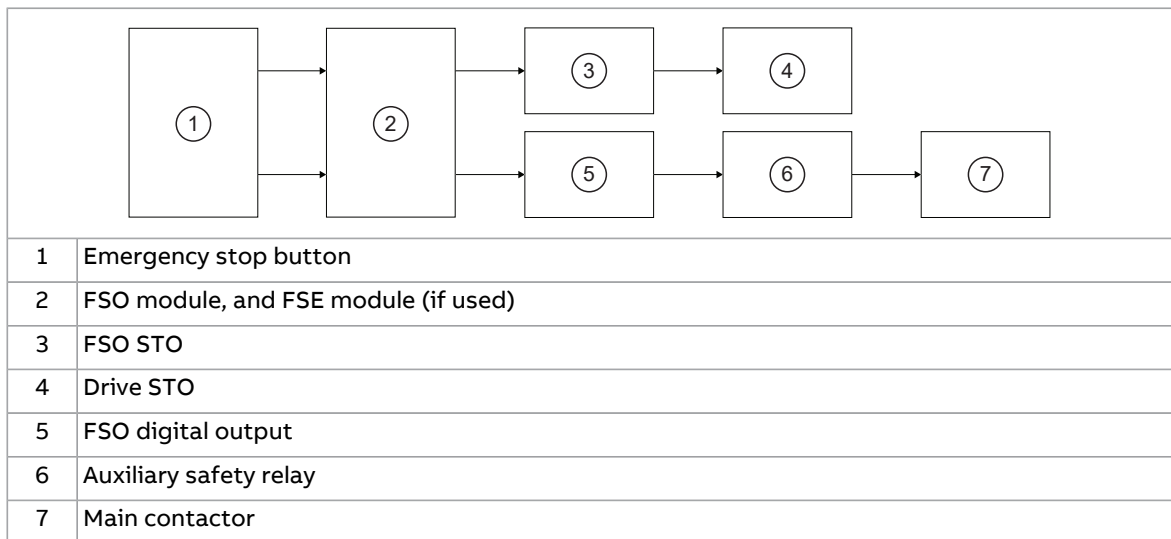 3 4
1 2
5 6 7
1 Emergency stop button
2 FSO module, and FSE module (if used)
3 FSO STO
4 Drive STO
5 FSO digital output
6 Auxiliary safety relay
7 Main contactor